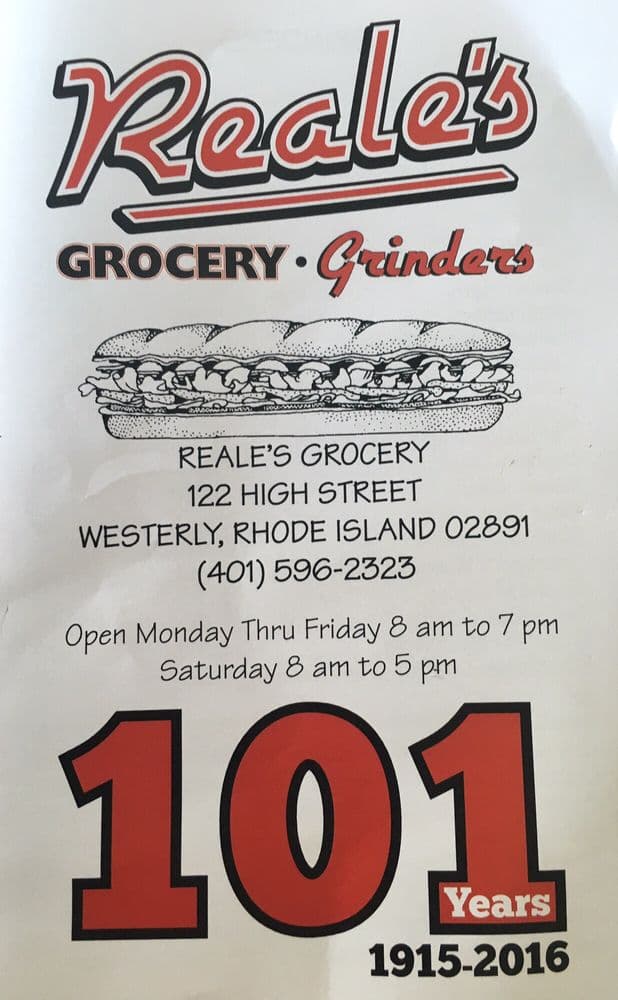 Reale's
GROCERY • Grinders
REALE'S GROCERY
122 HIGH STREET
WESTERLY, RHODE ISLAND 02891
(401) 596-2323
Open Monday Thru Friday 8 am to 7 pm
Saturday 8 am to 5 pm
101
Years
1915-2016